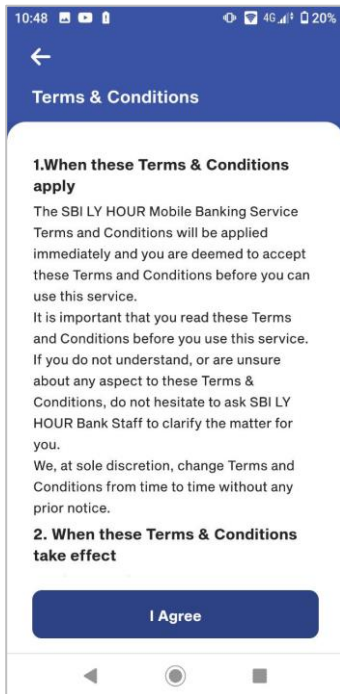 10:48 4G 20%
Terms & Conditions
1.When these Terms & Conditions
apply
The SBI LY HOUR Mobile Banking Service
Terms and Conditions will be applied
immediately and you are deemed to accept
these Terms and Conditions before you can
use this service.
It is important that you read these Terms
and Conditions before you use this service.
If you do not understand, or are unsure
about any aspect to these Terms &
Conditions, do not hesitate to ask SBI LY
HOUR Bank Staff to clarify the matter for
you.
We, at sole discretion, change Terms and
Conditions from time to time without any
prior notice.
2. When these Terms & Conditions
take effect
I Agree